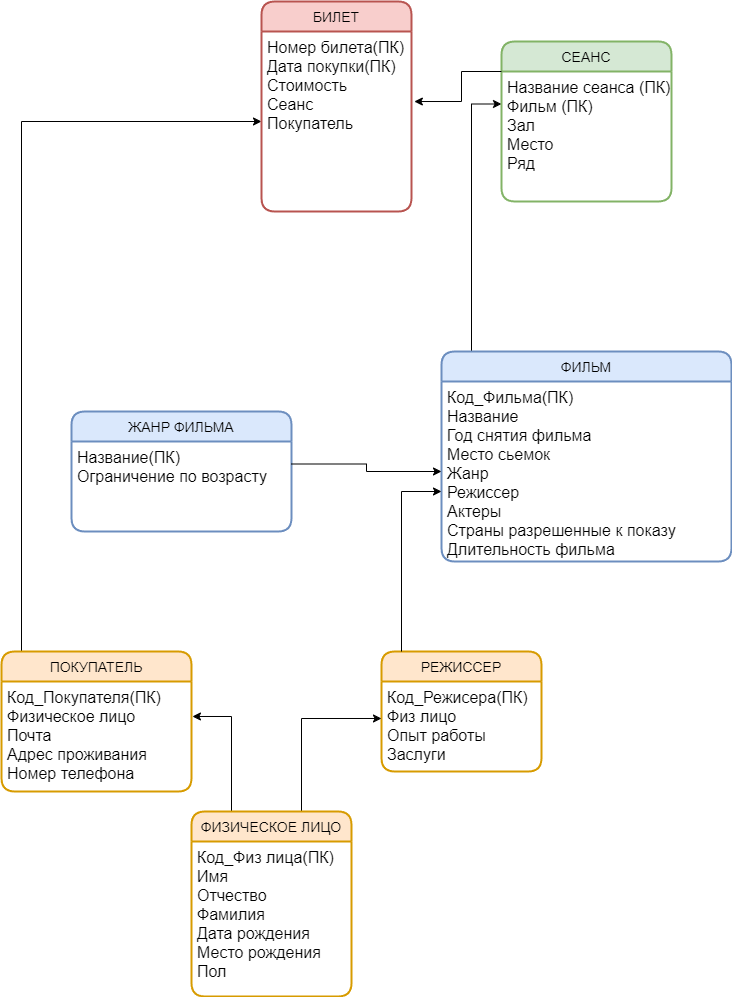 БИЛЕТ
Номер билета(ПК)
Дата покупки(ПК)
Стоимость
Сеанс
Покупатель
СЕАНС
Название сеанса (ПК)
Фильм (ПК)
Зал
Место
Ряд
ФИЛЬМ
Код_Фильма(ПК)
Название
Год снятия фильма
Место сьемок
Жанр
Режиссер
Актеры
Страны разрешенные к показу
Длительность фильма
ЖАНР ФИЛЬМА
Название(ПК)
Ограничение по возрасту
ПОКУПАТЕЛЬ
Код_Покупателя(ПК)
Физическое лицо
Почта
Адрес проживания
Номер телефона
РЕЖИССЕР
Код_Режисера(ПК)
Физ лицо
Опыт работы
Заслуги
ФИЗИЧЕСКОЕ ЛИЦО
Код_Физ лица(ПК)
Имя
Отчество
Фамилия
Дата рождения
Место рождения
Пол